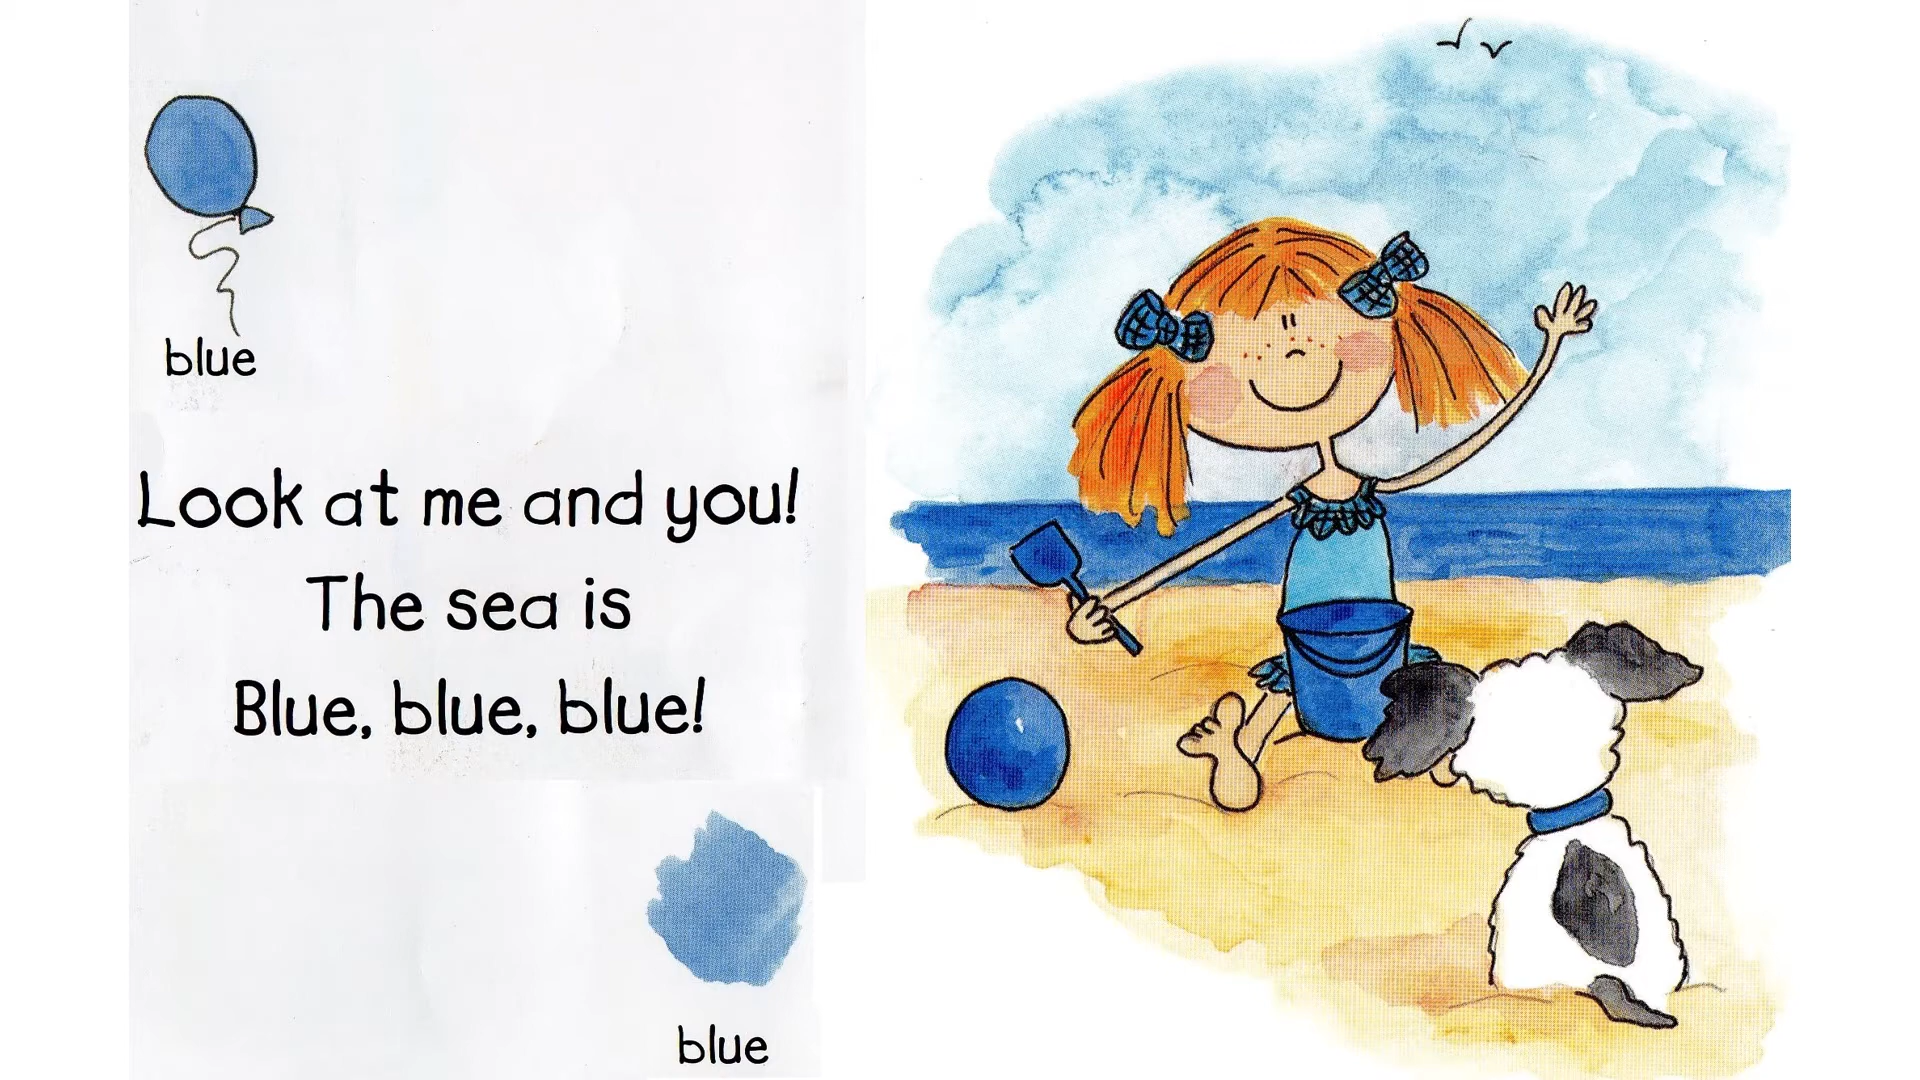 blue
Look at me and you!
The sea is
Blue, blue, blue!
blue